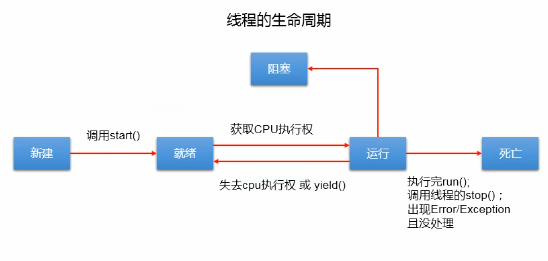 线程的生命周期
阻塞
调用start()
获取CPU执行权
新建
就绪
运行
死亡
失去cpu执行权 或 yield()
执行完run();
调用线程的stop()；
出现Error/Exception
且没处理